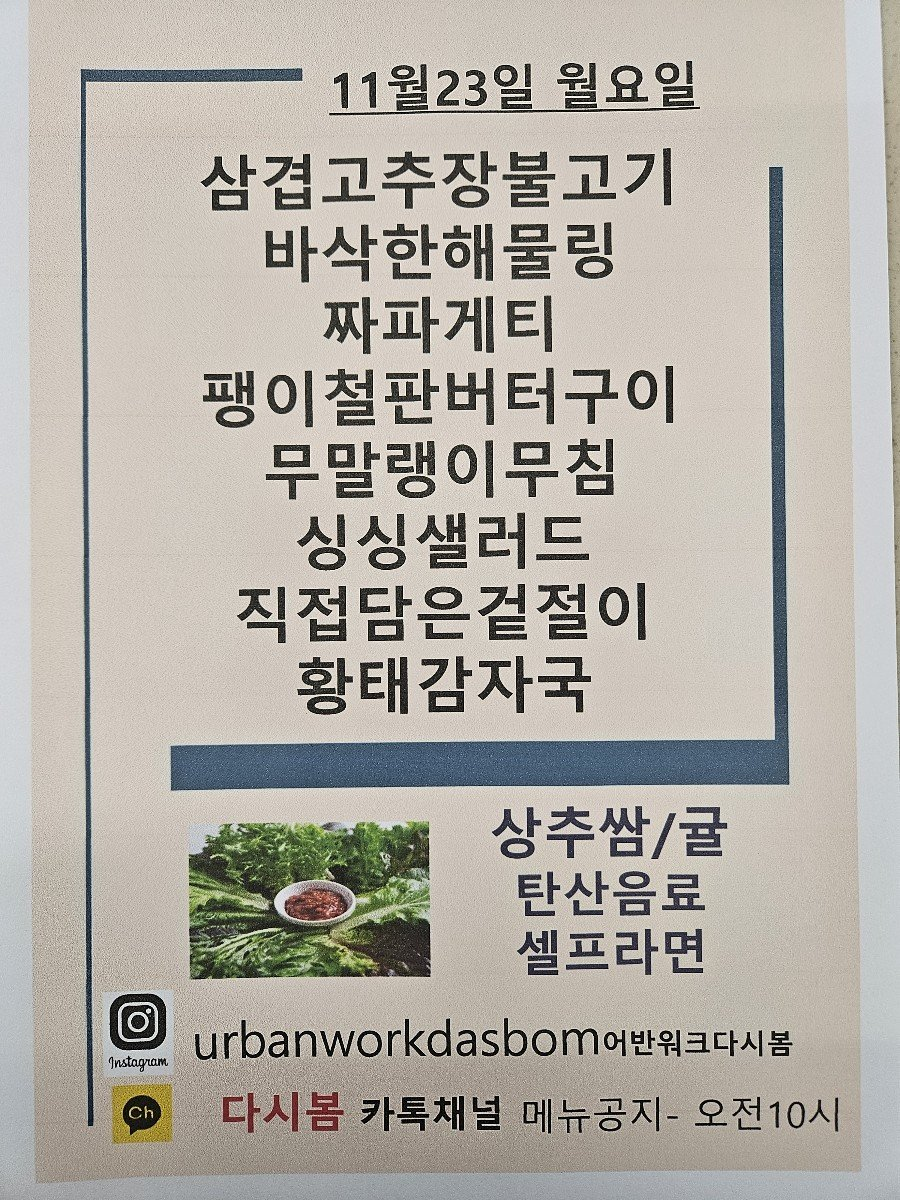 11월23일 월요일
삼겹고추장불고기
바삭한해물링
짜파게티
팽이철판버터구이
무말랭이무침
싱싱샐러드
직접담은겉절이
황태감자국
상추쌈/귤
탄산음료
셀프라면
Instagram
urbanworkdasbom어반워크다시봄
Ch
다시봄 카톡채널 메뉴공지- 오전10시